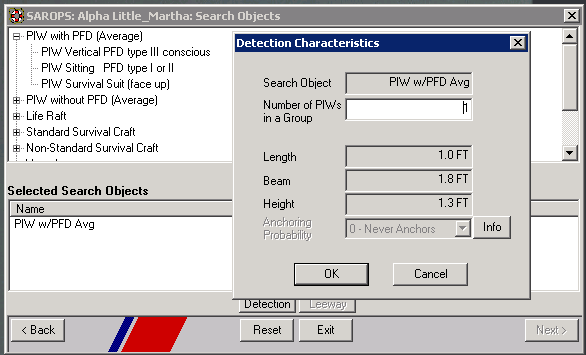 SAROPS: Alpha Little_Martha: Search Objects
PIW with PFD (Average)
PIW Vertical PFD type III conscious
PIW Sitting PFD type I or II
PIW Survival Suit (face up)
PIW without PFD (Average)
Life Raft
Standard Survival Craft
Non-Standard Survival Craft
Selected Search Objects
Name
PIW w/PFD Avg
Detection Characteristics
Search Object PIW w/PFD Avg
Number of PIW's 1
in a Group
Length 1.0 FT
Beam 1.8 FT
Height 1.3 FT
Anchoring
Probability 0 - Never Anchors Info
OK Cancel
Detection Leeway
< Back Reset Exit Next >